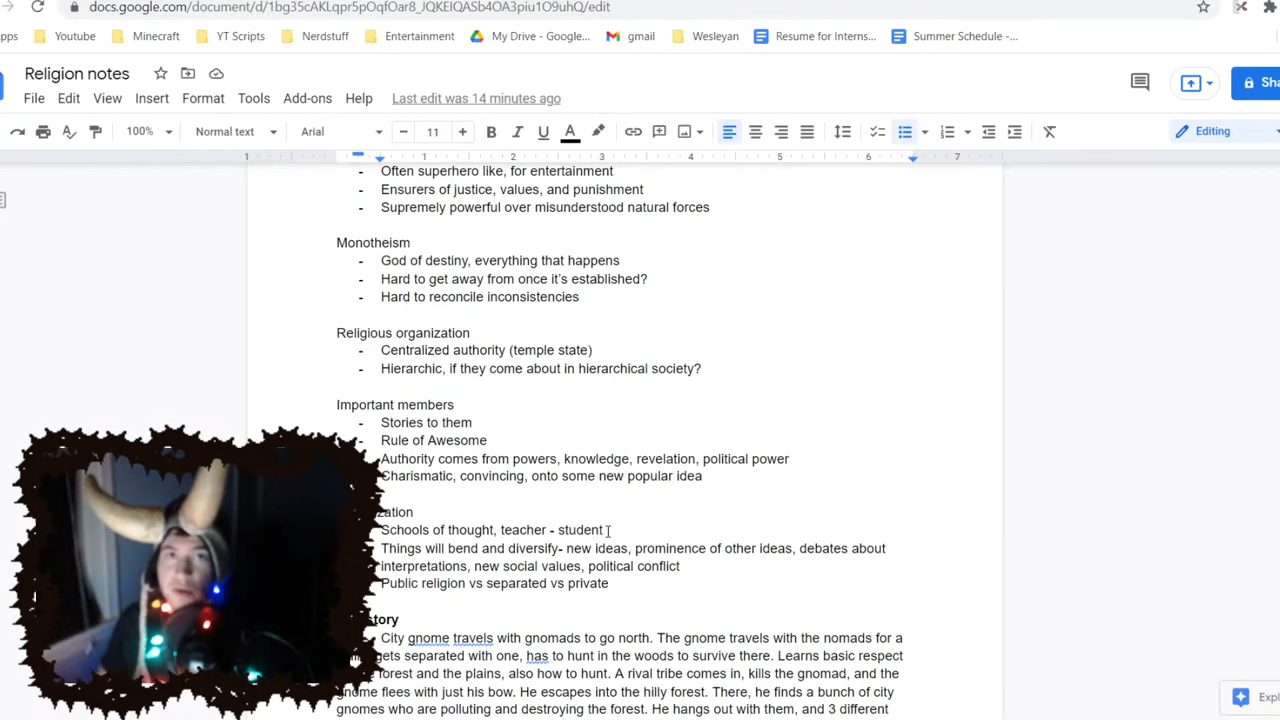 docs.google.com/document/d/1bg35cAKLqpr5pOqfOar8_JQKEIQASb4OA3piu1O9uhQ/edit
pps Youtube Minecraft YT Scripts Nerdstuff Entertainment My Drive - Google... gmail Wesleyan Resume for Interns... Summer Schedule -...
Religion notes
File Edit View Insert Format Tools Add-ons Help Last edit was 14 minutes ago
Sha
100% Normal text Arial 11 Editing
1 1 2 3 4 5 6 7
- Often superhero like, for entertainment
- Ensurers of justice, values, and punishment
- Supremely powerful over misunderstood natural forces
Monotheism
- God of destiny, everything that happens
- Hard to get away from once it's established?
- Hard to reconcile inconsistencies
Religious organization
- Centralized authority (temple state)
- Hierarchic, if they come about in hierarchical society?
Important members
- Stories to them
- Rule of Awesome
Authority comes from powers, knowledge, revelation, political power
Charismatic, convincing, onto some new popular idea
zation
Schools of thought, teacher - student
Things will bend and diversify- new ideas, prominence of other ideas, debates about
interpretations, new social values, political conflict
Public religion vs separated vs private
tory
City gnome travels with gnomads to go north. The gnome travels with the nomads for a
gets separated with one, has to hunt in the woods to survive there. Learns basic respect
forest and the plains, also how to hunt. A rival tribe comes in, kills the gnomad, and the
gnome flees with just his bow. He escapes into the hilly forest. There, he finds a bunch of city
gnomes who are polluting and destroying the forest. He hangs out with them, and 3 different
Expl